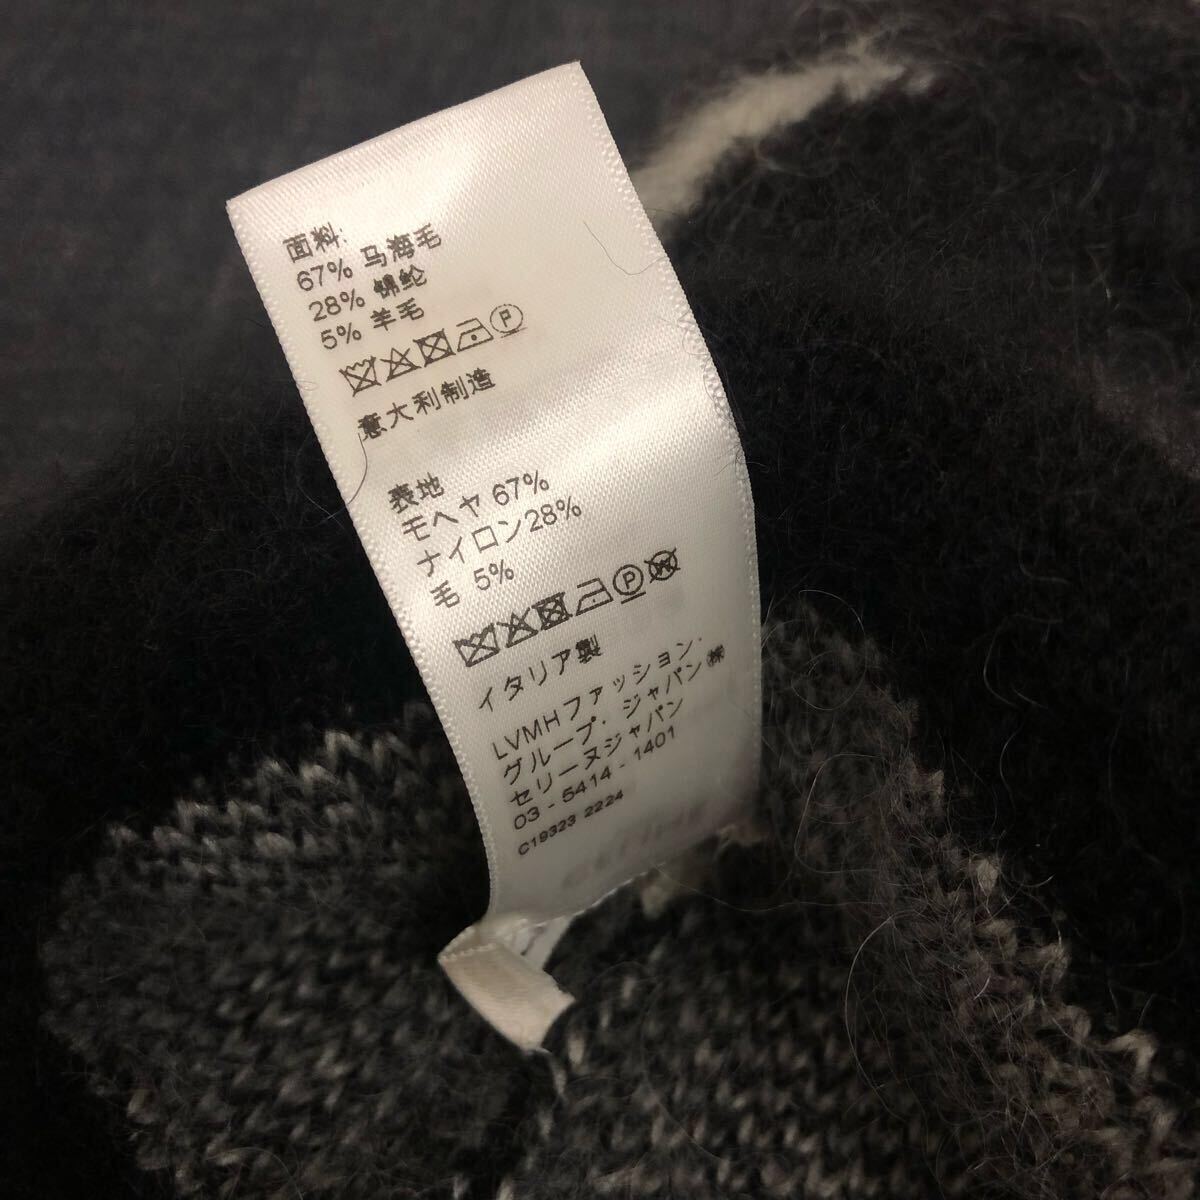 面料:
67% 马海毛
28% 锦纶
5% 羊毛
P
意大利制造
表地
モヘヤ 67%
ナイロン28%
毛 5%
P W
イタリア製
LVMHファッション・
グループ・ジャパン㈱
セリーヌジャパン
03 - 5414 - 1401
C19323 2224